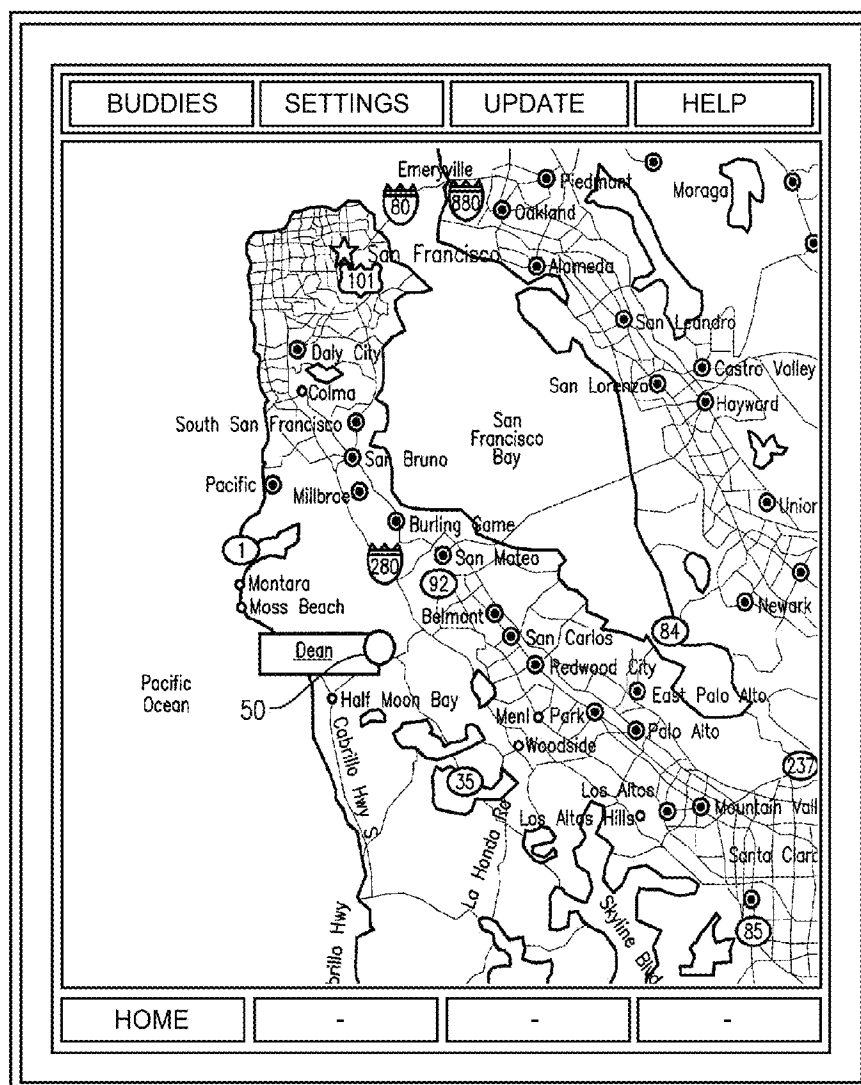 BUDDIES SETTINGS UPDATE HELP
Emeryville
80
880
Piedmant
Moraga
Oakland
San Francisco
101
Alameda
San Leandro
Daly City
Castro Valley
San Lorenzo
Colma
Hayward
South San Francisco
San
Francisco
Bay
San Bruno
Pacific
Millbrae
Union
Burling Game
1
280
San Mateo
92
Montara
Moss Beach
Belmont
Newark
84
San Carlos
Dean
Redwood City
Pacific
Ocean
50
Half Moon Bay
East Palo Alto
Menl Park
Palo Alto
Woodside
237
35
Los Altos
Los Altos Hills
Mountain Vall
Cabrillo Hwy S
La Honda Rd
Santa Clar
Skyline Blvd
85
brillo Hwy
HOME - - -